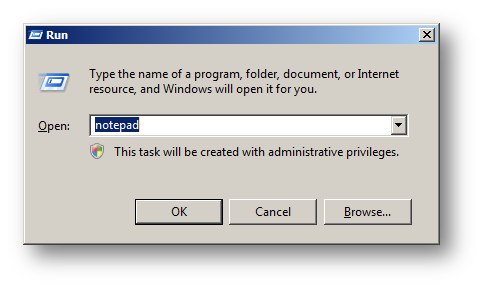 Run
Type the name of a program, folder, document, or Internet
resource, and Windows will open it for you.
Open: notepad
This task will be created with administrative privileges.
OK Cancel Browse...